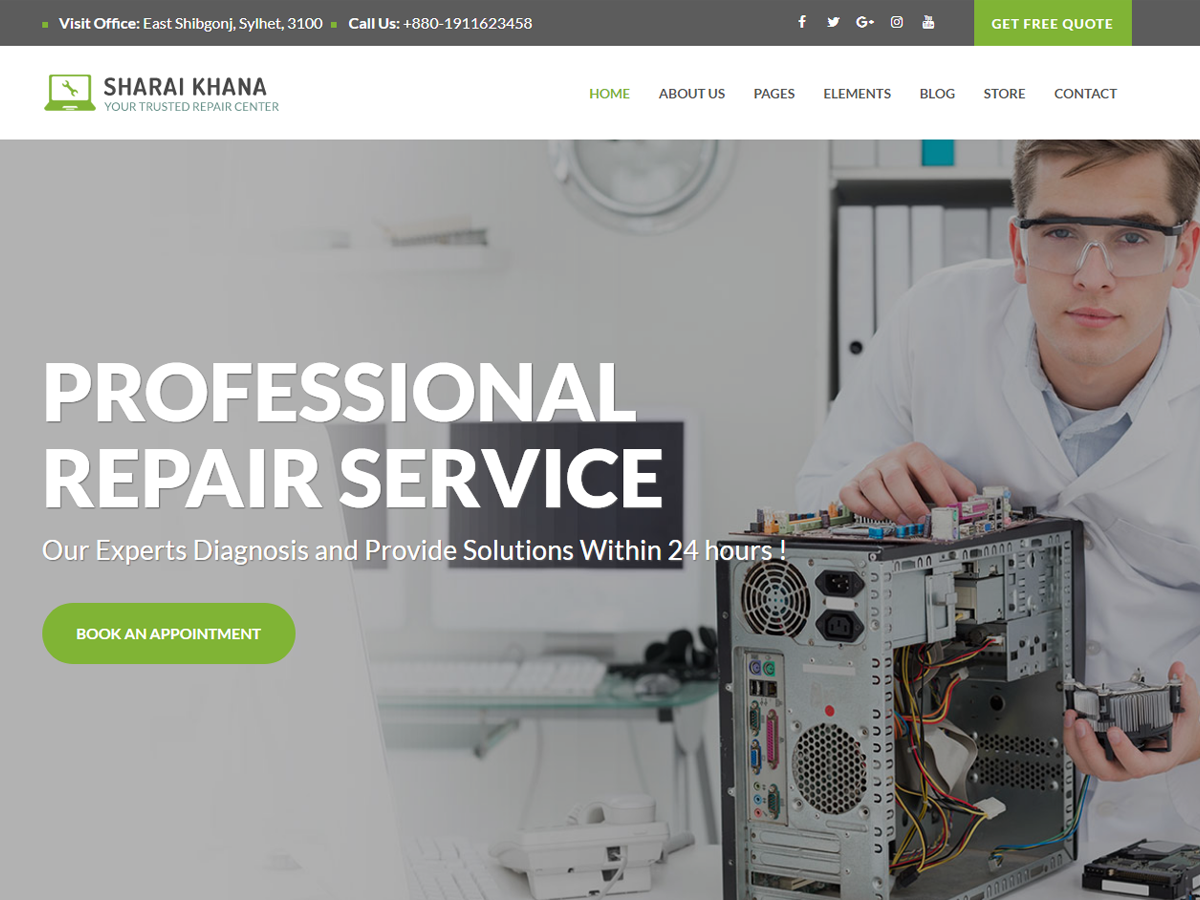 Visit Office: East Shibgonj, Sylhet, 3100 Call Us: +880-1911623458
GET FREE QUOTE
SHARAI KHANA
YOUR TRUSTED REPAIR CENTER
HOME ABOUT US PAGES ELEMENTS BLOG STORE CONTACT
PROFESSIONAL
REPAIR SERVICE
Our Experts Diagnosis and Provide Solutions Within 24 hours !
BOOK AN APPOINTMENT